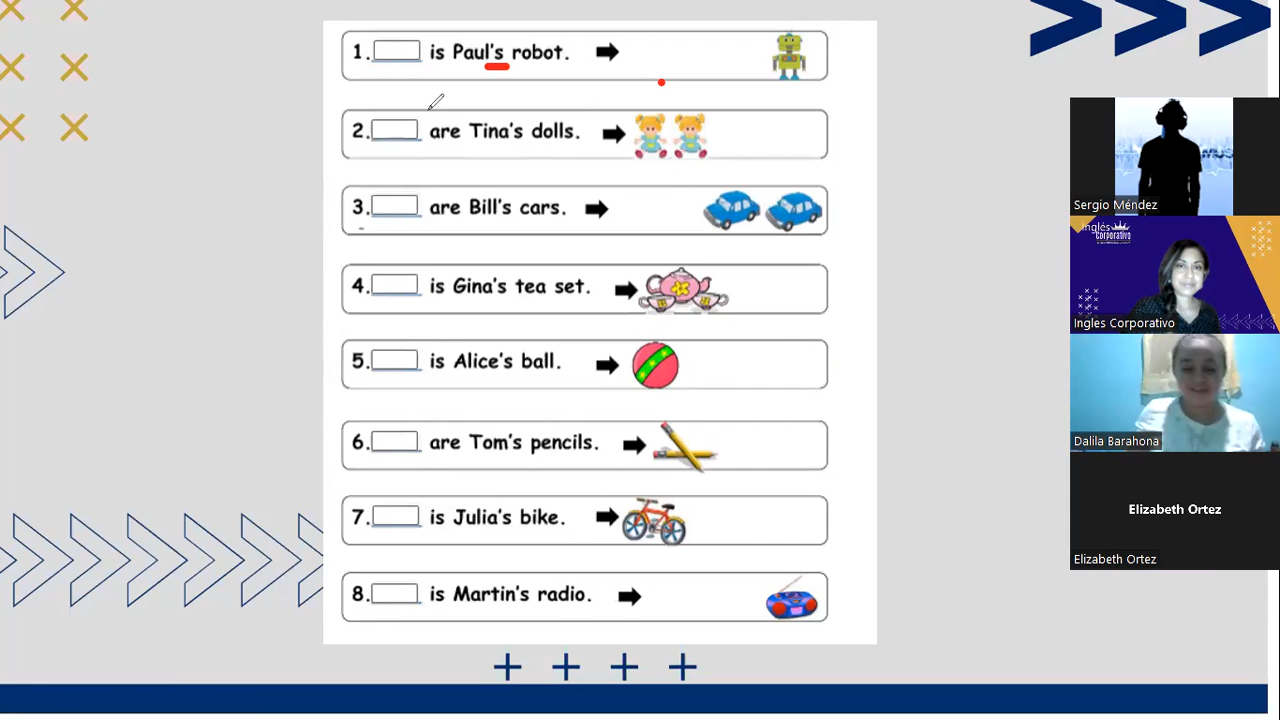 1. is Paul's robot.
2. are Tina's dolls.
3. are Bill's cars.
4. is Gina's tea set.
5. is Alice's ball.
6. are Tom's pencils.
7. is Julia's bike.
8. is Martin's radio.
Sergio Méndez
Inglés
Corporativo
Ingles Corporativo
Dalila Barahona
Elizabeth Ortez
Elizabeth Ortez